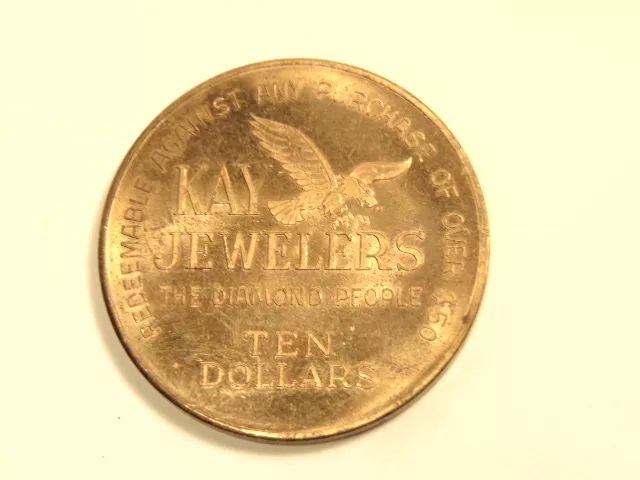 REDEEMABLE AGAINST ANY PURCHASE OF OVER $50
KAY
JEWELERS
THE DIAMOND PEOPLE
TEN
DOLLARS